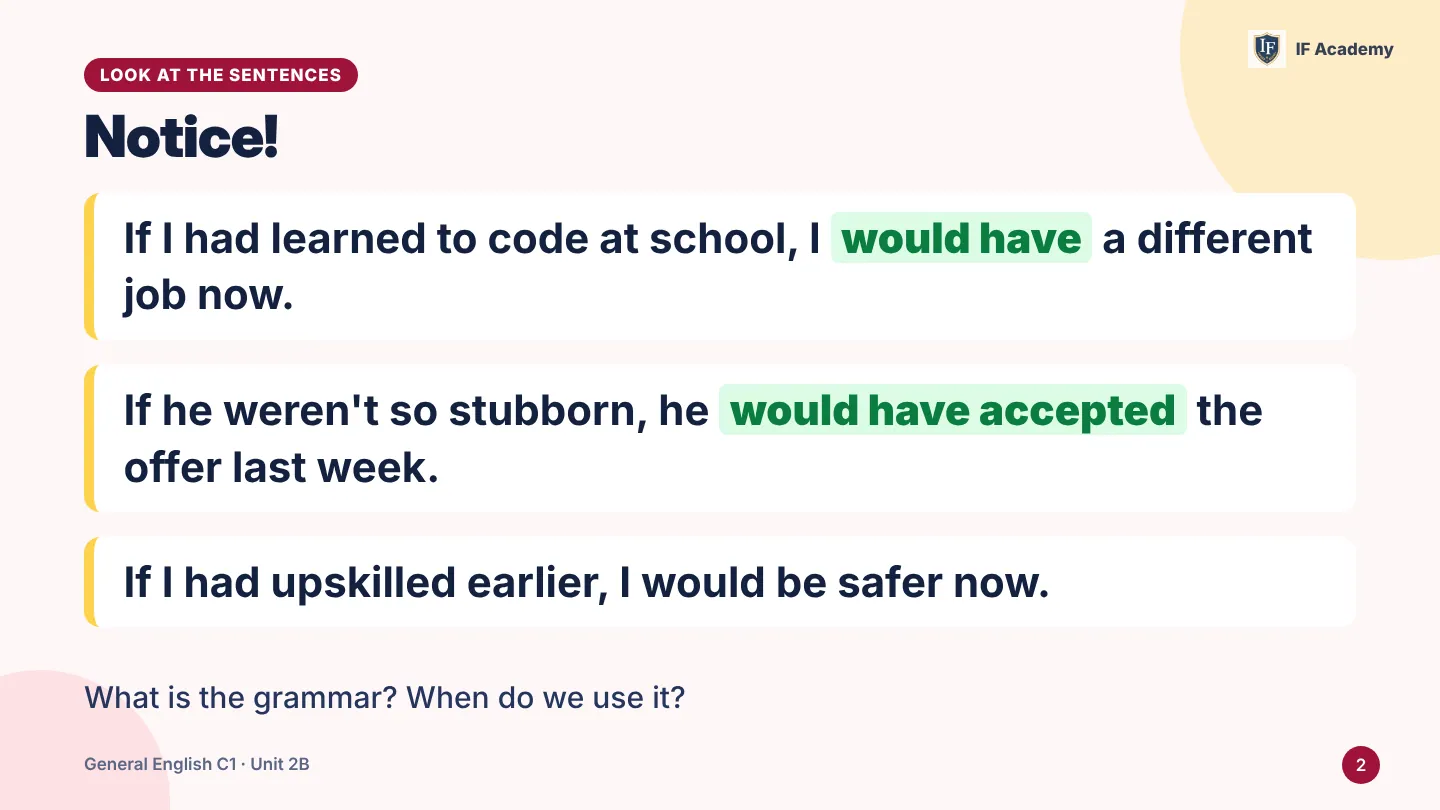 IF Academy
LOOK AT THE SENTENCES
Notice!
If I had learned to code at school, I would have a different
job now.
If he weren't so stubborn, he would have accepted the
offer last week.
If I had upskilled earlier, I would be safer now.
What is the grammar? When do we use it?
General English C1 · Unit 2B
2